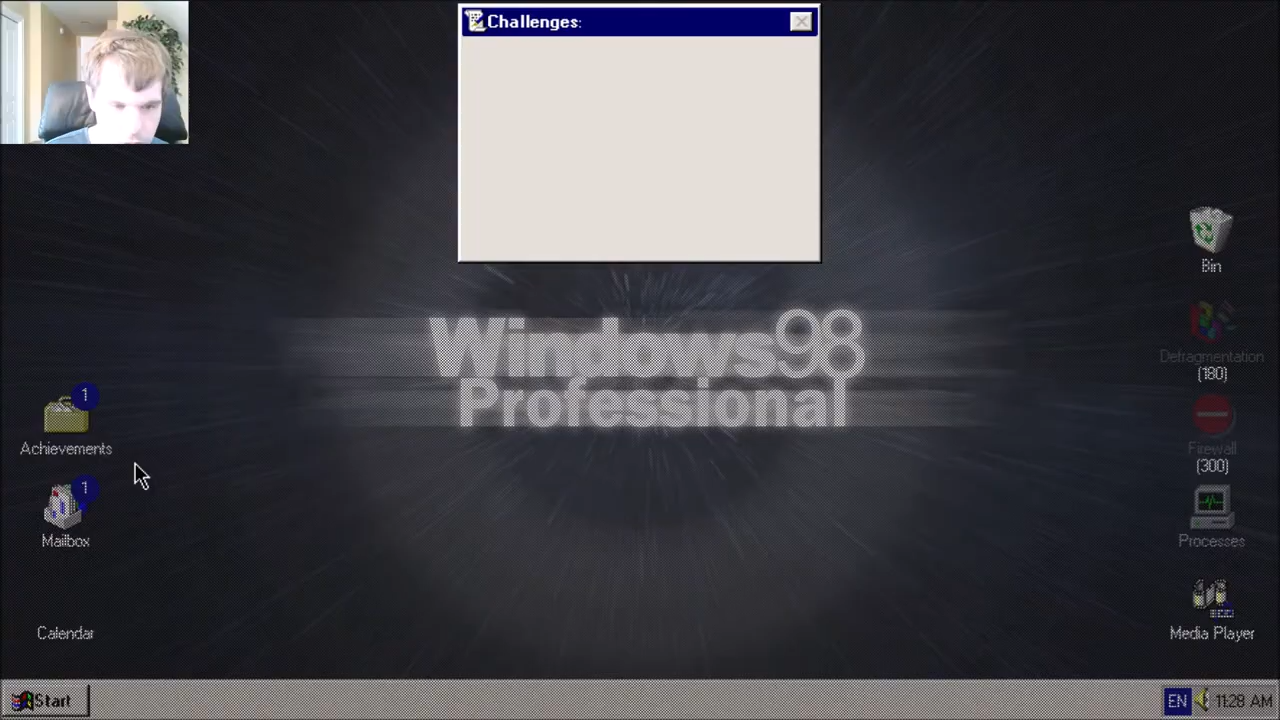 Challenges:
Windows98
Professional
Bin
Defragmentation
(180)
Firewall
(300)
Processes
Media Player
1
Achievements
1
Mailbox
Calendar
Start
EN
11:28 AM